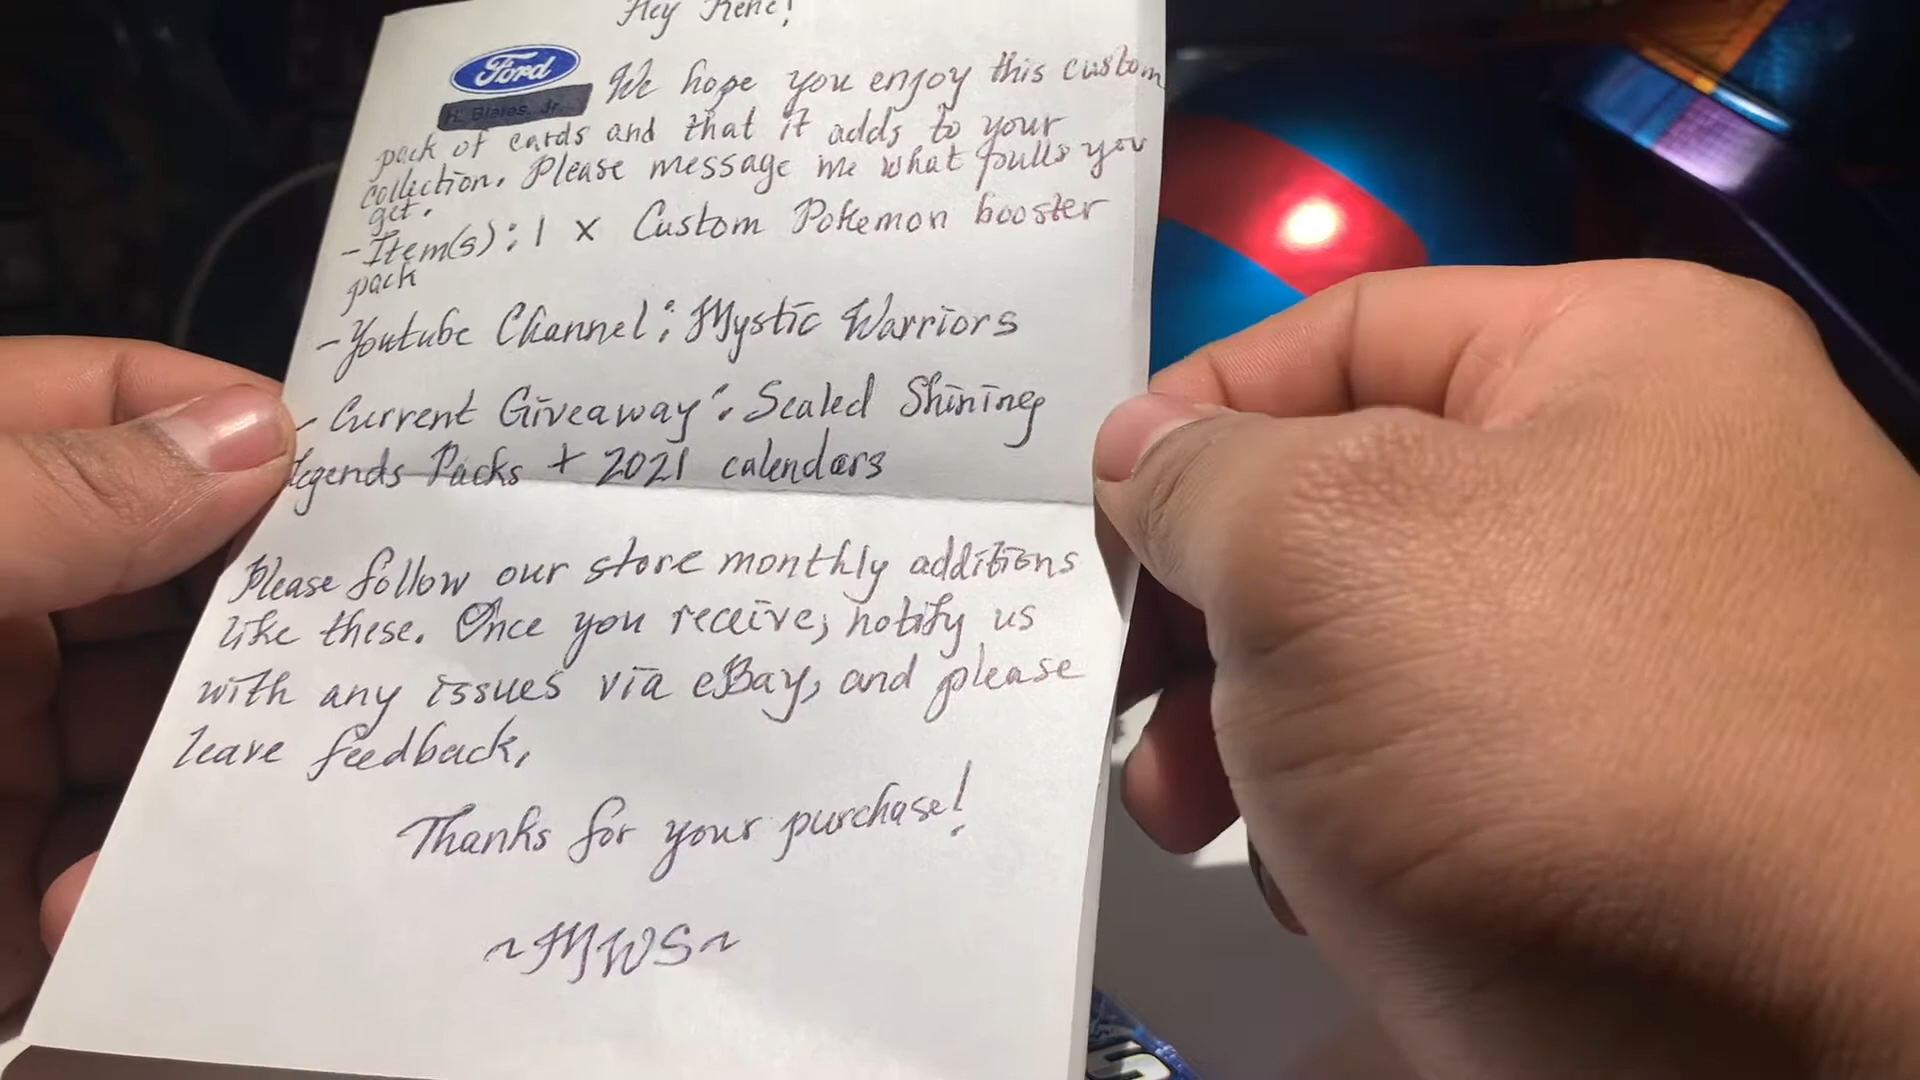 Hey Rene!
Ford
We hope you enjoy this custom
pack of cards and that it adds to your
collection. Please message me what pulls you
get.
-Item(s): 1 x Custom Pokemon booster
pack
-Youtube Channel: Mystic Warriors
- Current Giveaway: Sealed Shining
Legends Packs + 2021 calendars
Please follow our store monthly additions
like these. Once you receive, notify us
with any issues via eBay, and please
leave feedback.
Thanks for your purchase!
~MWS~